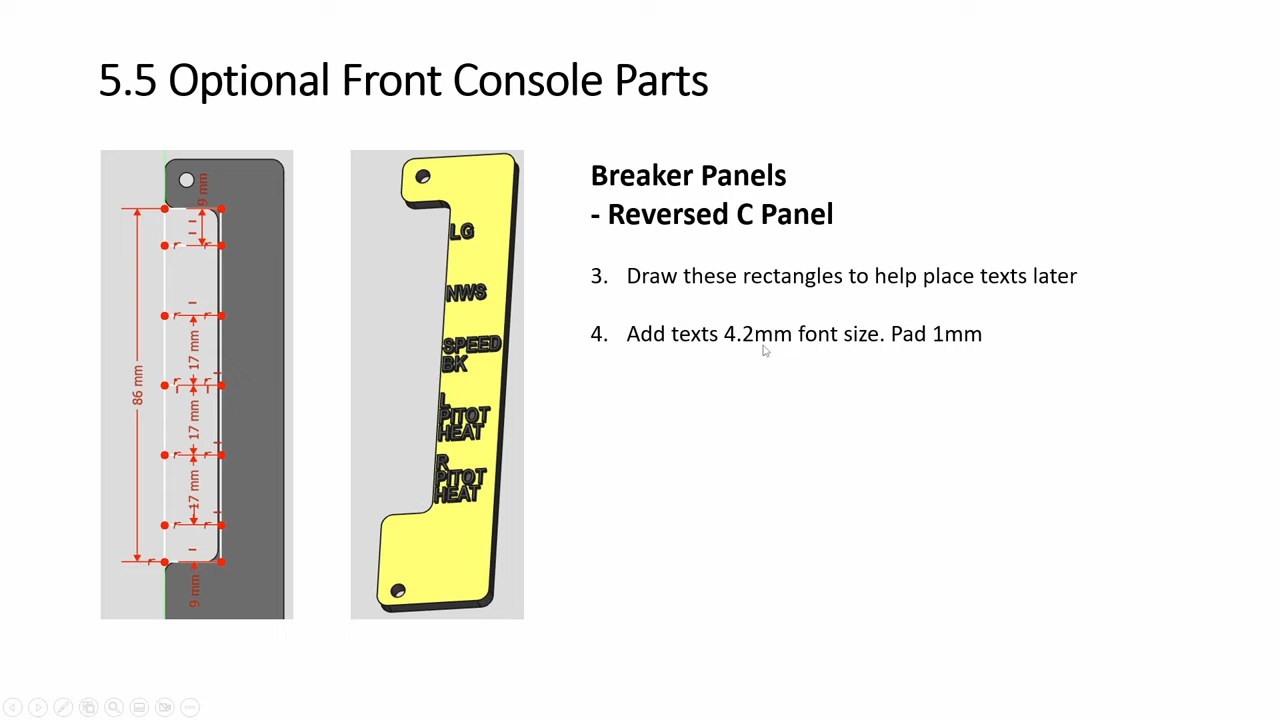 5.5 Optional Front Console Parts
9 mm
86 mm
17 mm
17 mm
17 mm
9 mm
LG
NWS
SPEED
BK
L
PITOT
HEAT
R
PITOT
HEAT
Breaker Panels
- Reversed C Panel
3. Draw these rectangles to help place texts later
4. Add texts 4.2mm font size. Pad 1mm